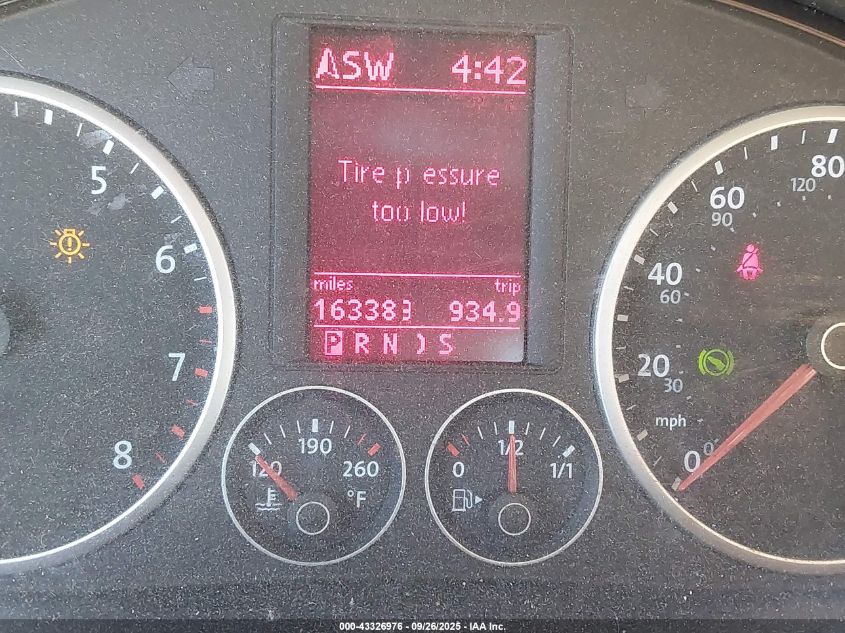 ASW 4:42
Tire pressure
too low!
miles trip
163383 934.9
P R N D S
5
6
7
8
120 190 260
°F
0 1/2 1/1
80
120
60
90
40
60
20
30
mph
0
000-43326976 - 09/26/2025 - IAA Inc.